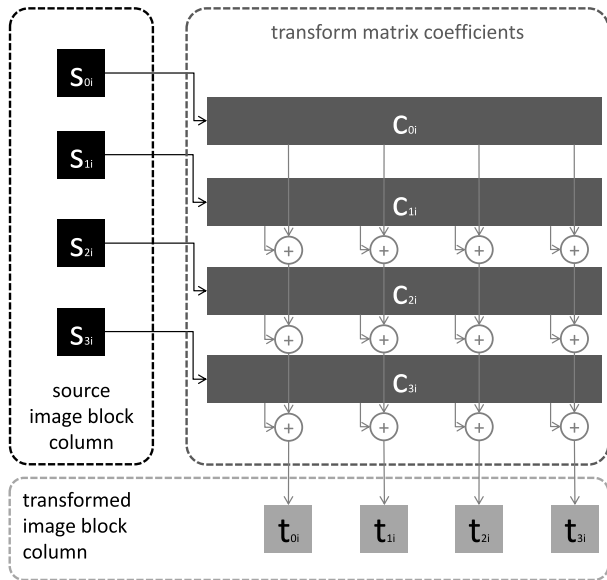 transform matrix coefficients
S0i
C0i
S1i
C1i
+ + + +
S2i
C2i
+ + + +
S3i
C3i
+ + + +
source
image block
column
transformed
image block
column
t0i t1i t2i t3i